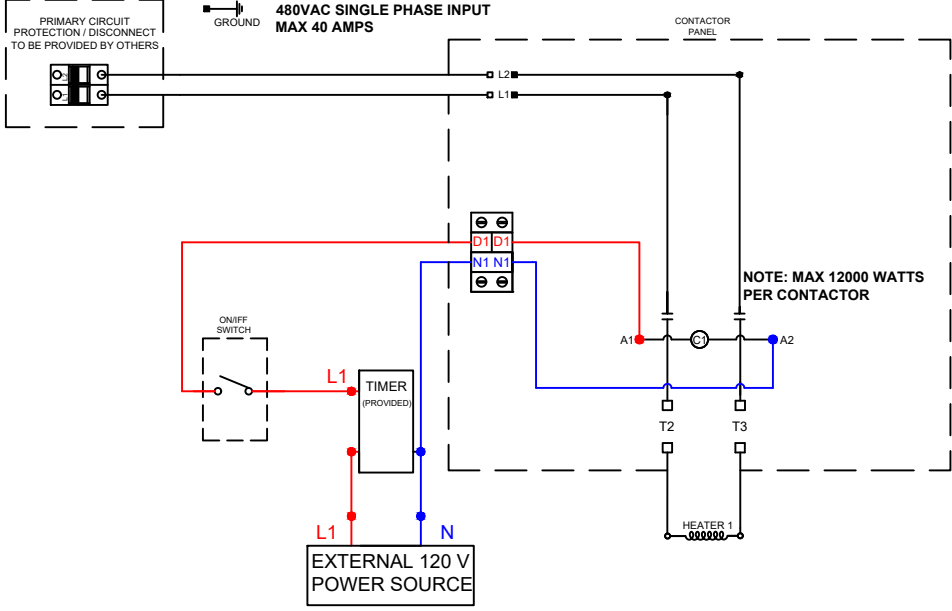 PRIMARY CIRCUIT
PROTECTION / DISCONNECT
TO BE PROVIDED BY OTHERS
GROUND
480VAC SINGLE PHASE INPUT
MAX 40 AMPS
CONTACTOR
PANEL
L2
L1
L2
L1
D1 D1
N1 N1
NOTE: MAX 12000 WATTS
PER CONTACTOR
ON/IFF
SWITCH
A1
C1
A2
L1
TIMER
(PROVIDED)
T2
T3
L1
N
HEATER 1
EXTERNAL 120 V
POWER SOURCE